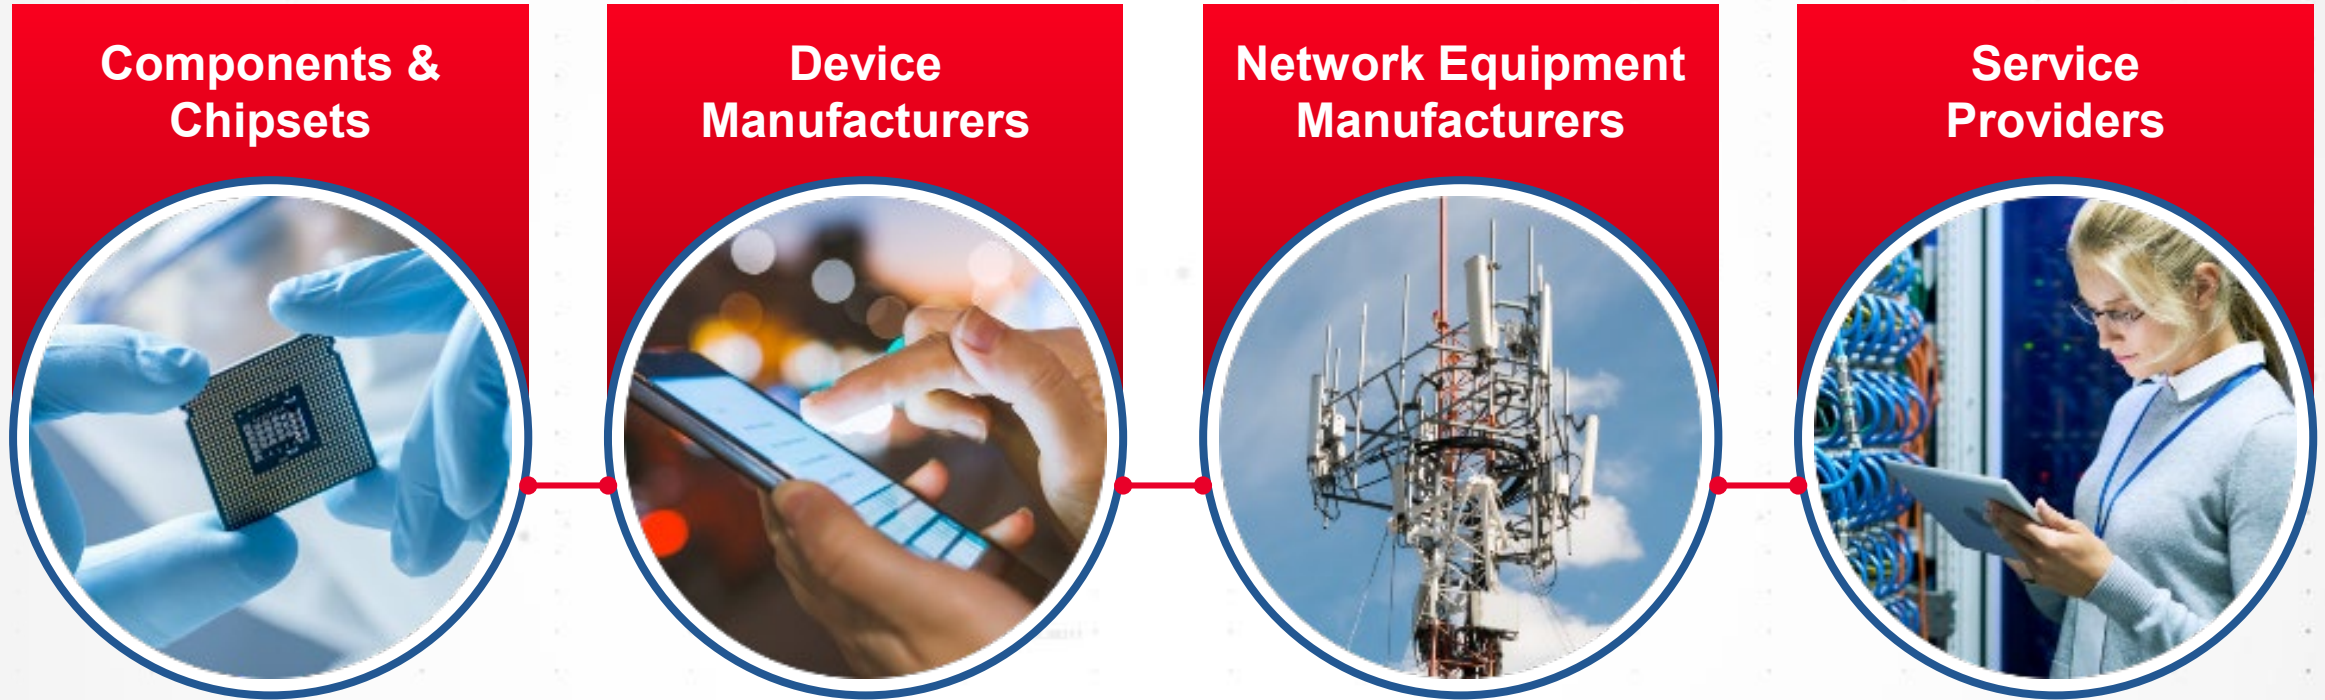 Components &
Chipsets
Device
Manufacturers
Network Equipment
Manufacturers
Service
Providers